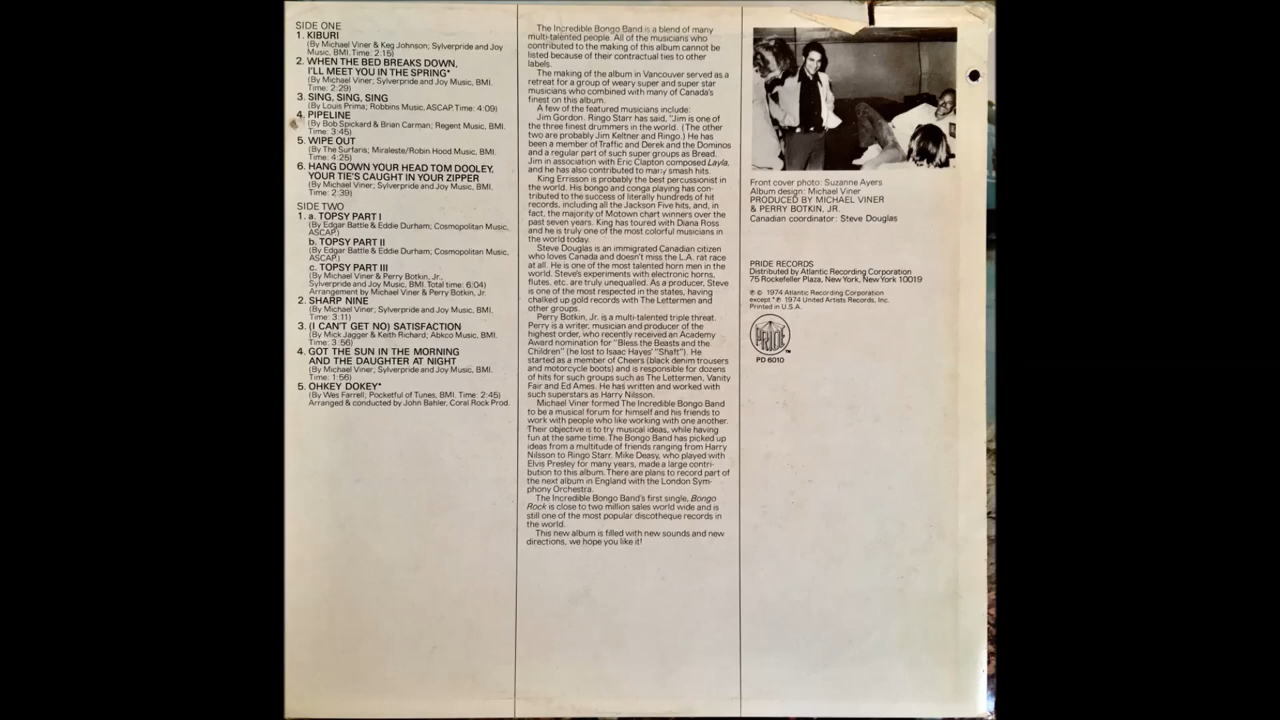 SIDE ONE
1. KIBURI
(By Michael Viner & Keg Johnson; Sylverpride and Joy
Music, BMI. Time: 2:15)
2. WHEN THE BED BREAKS DOWN,
I'LL MEET YOU IN THE SPRING*
(By Michael Viner; Sylverpride and Joy Music, BMI.
Time: 2:29)
3. SING, SING, SING
(By Louis Prima; Robbins Music, ASCAP. Time: 4:09)
4. PIPELINE
(By Bob Spickard & Brian Carman; Regent Music, BMI.
Time: 3:45)
5. WIPE OUT
(By The Surfaris; Miraleste/Robin Hood Music, BMI.
Time: 4:25)
6. HANG DOWN YOUR HEAD TOM DOOLEY,
YOUR TIE'S CAUGHT IN YOUR ZIPPER
(By Michael Viner; Sylverpride and Joy Music, BMI.
Time: 2:39)
SIDE TWO
1. a. TOPSY PART I
(By Edgar Battle & Eddie Durham; Cosmopolitan Music,
ASCAP.)
b. TOPSY PART II
(By Edgar Battle & Eddie Durham; Cosmopolitan Music,
ASCAP.)
c. TOPSY PART III
(By Michael Viner & Perry Botkin, Jr.,
Sylverpride and Joy Music, BMI. Total time: 6:04)
Arrangement by Michael Viner & Perry Botkin, Jr.
2. SHARP NINE
(By Michael Viner; Sylverpride and Joy Music, BMI.
Time: 3:11)
3. (I CAN'T GET NO) SATISFACTION
(By Mick Jagger & Keith Richard; Abkco Music, BMI.
Time: 3:56)
4. GOT THE SUN IN THE MORNING
AND THE DAUGHTER AT NIGHT
(By Michael Viner; Sylverpride and Joy Music, BMI.
Time: 1:56)
5. OHKEY DOKEY*
(By Wes Farrell; Pocketful of Tunes, BMI. Time: 2:45)
Arranged & conducted by John Bahler, Coral Rock Prod.
The Incredible Bongo Band is a blend of many
multi-talented people. All of the musicians who
contributed to the making of this album cannot be
listed because of their contractual ties to other
labels.
The making of the album in Vancouver served as a
retreat for a group of weary super and super star
musicians who combined with many of Canada's
finest on this album.
A few of the featured musicians include:
Jim Gordon. Ringo Starr has said, "Jim is one of
the three finest drummers in the world. (The other
two are probably Jim Keltner and Ringo.) He has
been a member of Traffic and Derek and the Dominos
and a regular part of such super groups as Bread.
Jim in association with Eric Clapton composed Layla,
and he has also contributed to many smash hits.
King Errisson is probably the best percussionist in
the world. His bongo and conga playing has con-
tributed to the success of literally hundreds of hit
records, including all the Jackson Five hits, and, in
fact, the majority of Motown chart winners over the
past seven years. King has toured with Diana Ross
and he is truly one of the most colorful musicians in
the world today.
Steve Douglas is an immigrated Canadian citizen
who loves Canada and doesn't miss the L.A. rat race
at all. He is one of the most talented horn men in the
world. Steve's experiments with electronic horns,
flutes, etc. are truly unequalled. As a producer, Steve
is one of the most respected in the states, having
chalked up gold records with The Lettermen and
other groups.
Perry Botkin, Jr. is a multi-talented triple threat.
Perry is a writer, musician and producer of the
highest order, who recently received an Academy
Award nomination for "Bless the Beasts and the
Children" (he lost to Isaac Hayes' "Shaft"). He
started as a member of Cheers (black denim trousers
and motorcycle boots) and is responsible for dozens
of hits for such groups such as The Lettermen, Vanity
Fair and Ed Ames. He has written and worked with
such superstars as Harry Nilsson.
Michael Viner formed The Incredible Bongo Band
to be a musical forum for himself and his friends to
work with people who like working with one another.
Their objective is to try musical ideas, while having
fun at the same time. The Bongo Band has picked up
ideas from a multitude of friends ranging from Harry
Nilsson to Ringo Starr. Mike Deasy, who played with
Elvis Presley for many years, made a large contri-
bution to this album. There are plans to record part of
the next album in England with the London Sym-
phony Orchestra.
The Incredible Bongo Band's first single, Bongo
Rock is close to two million sales world wide and is
still one of the most popular discotheque records in
the world.
This new album is filled with new sounds and new
directions, we hope you like it!
Front cover photo: Suzanne Ayers
Album design: Michael Viner
PRODUCED BY MICHAEL VINER
& PERRY BOTKIN, JR.
Canadian coordinator: Steve Douglas
PRIDE RECORDS
Distributed by Atlantic Recording Corporation
75 Rockefeller Plaza, New York, New York 10019
℗ © 1974 Atlantic Recording Corporation
except * ℗ 1974 United Artists Records, Inc.
Printed in U.S.A.
PRIDE
TM
PD 6010